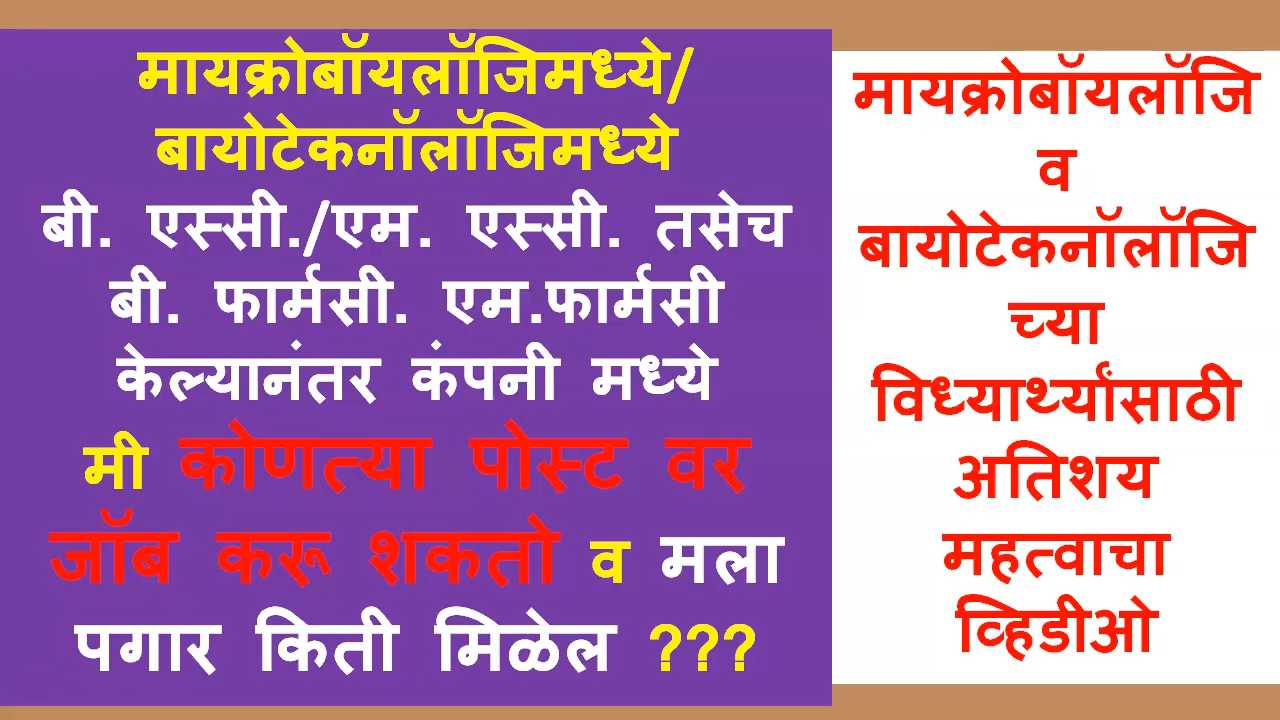 मायक्रोबॉयलॉजिमध्ये/
बायोटेकनॉलॉजिमध्ये
बी. एस्सी./एम. एस्सी. तसेच
बी. फार्मसी. एम.फार्मसी
केल्यानंतर कंपनी मध्ये
मी कोणत्या पोस्ट वर
जॉब करू शकतो व मला
पगार किती मिळेल ???
मायक्रोबॉयलॉजि
व
बायोटेकनॉलॉजि
च्या
विध्यार्थ्यांसाठी
अतिशय
महत्वाचा
व्हिडीओ